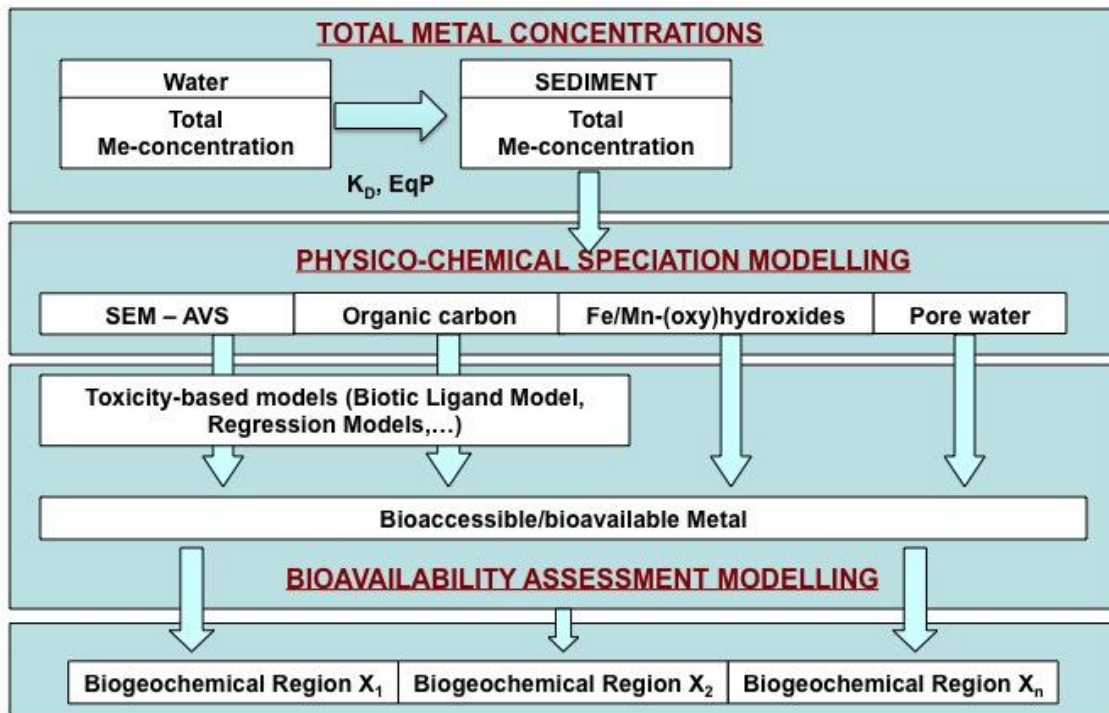 TOTAL METAL CONCENTRATIONS
Water
Total
Me-concentration
SEDIMENT
Total
Me-concentration
K_D, EqP
PHYSICO-CHEMICAL SPECIATION MODELLING
SEM – AVS
Organic carbon
Fe/Mn-(oxy)hydroxides
Pore water
Toxicity-based models (Biotic Ligand Model,
Regression Models,…)
Bioaccessible/bioavailable Metal
BIOAVAILABILITY ASSESSMENT MODELLING
Biogeochemical Region X₁
Biogeochemical Region X₂
Biogeochemical Region Xₙ